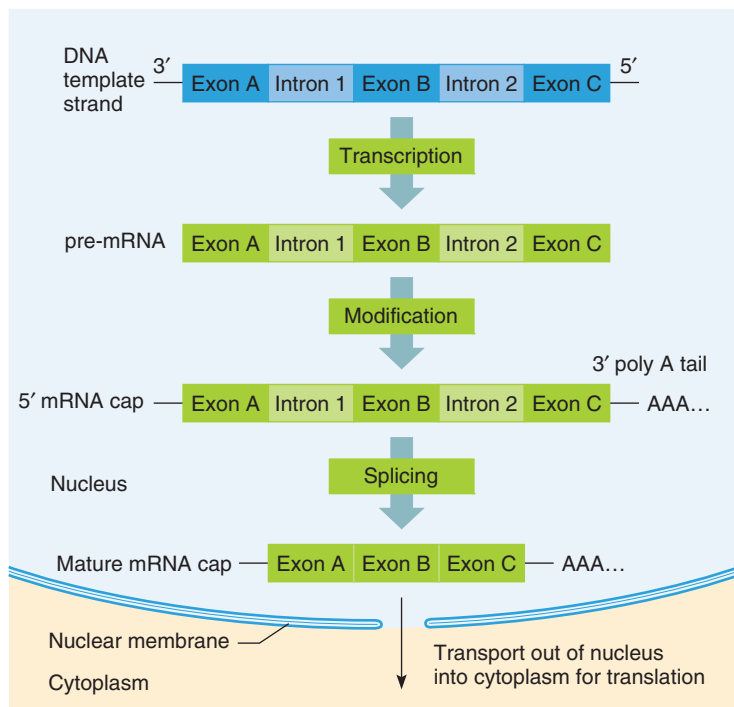 DNA
template
strand
3′
Exon A Intron 1 Exon B Intron 2 Exon C
5′
Transcription
pre-mRNA
Exon A Intron 1 Exon B Intron 2 Exon C
Modification
3′ poly A tail
5′ mRNA cap
Exon A Intron 1 Exon B Intron 2 Exon C
AAA...
Splicing
Nucleus
Mature mRNA cap
Exon A Exon B Exon C
AAA...
Nuclear membrane
Transport out of nucleus
into cytoplasm for translation
Cytoplasm